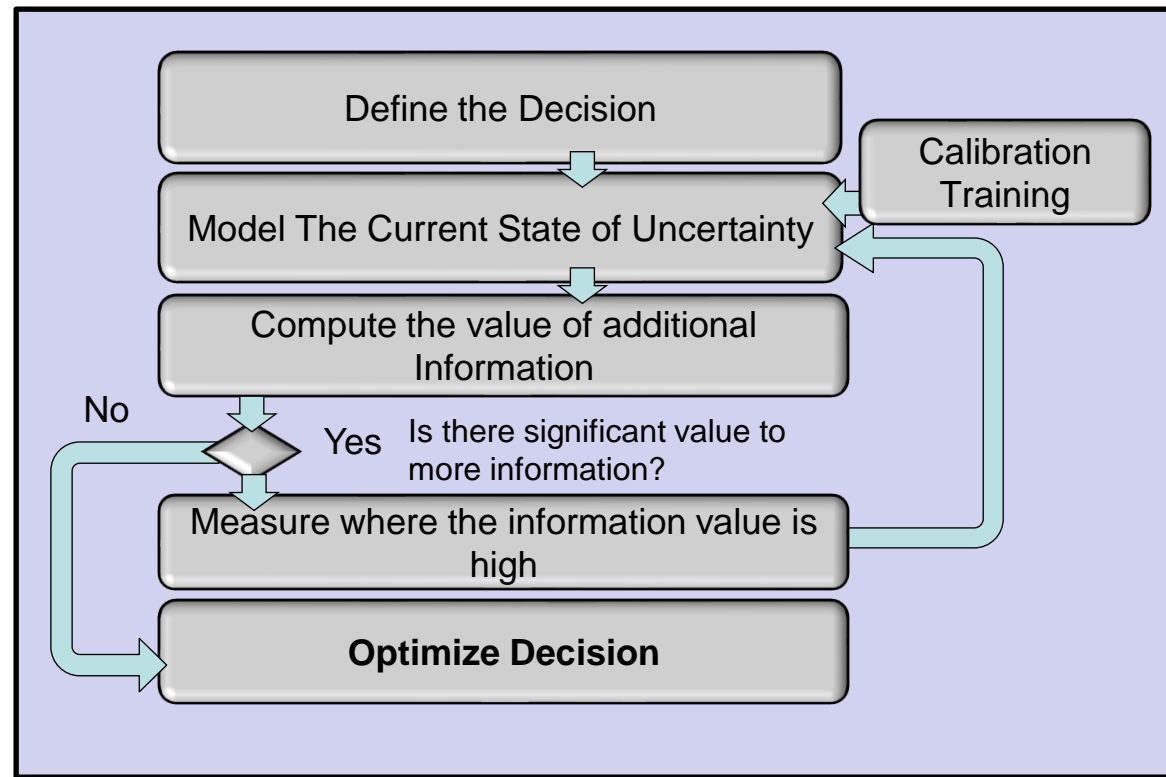 Define the Decision
Calibration
Training
Model The Current State of Uncertainty
Compute the value of additional
Information
No
Yes
Is there significant value to
more information?
Measure where the information value is
high
Optimize Decision